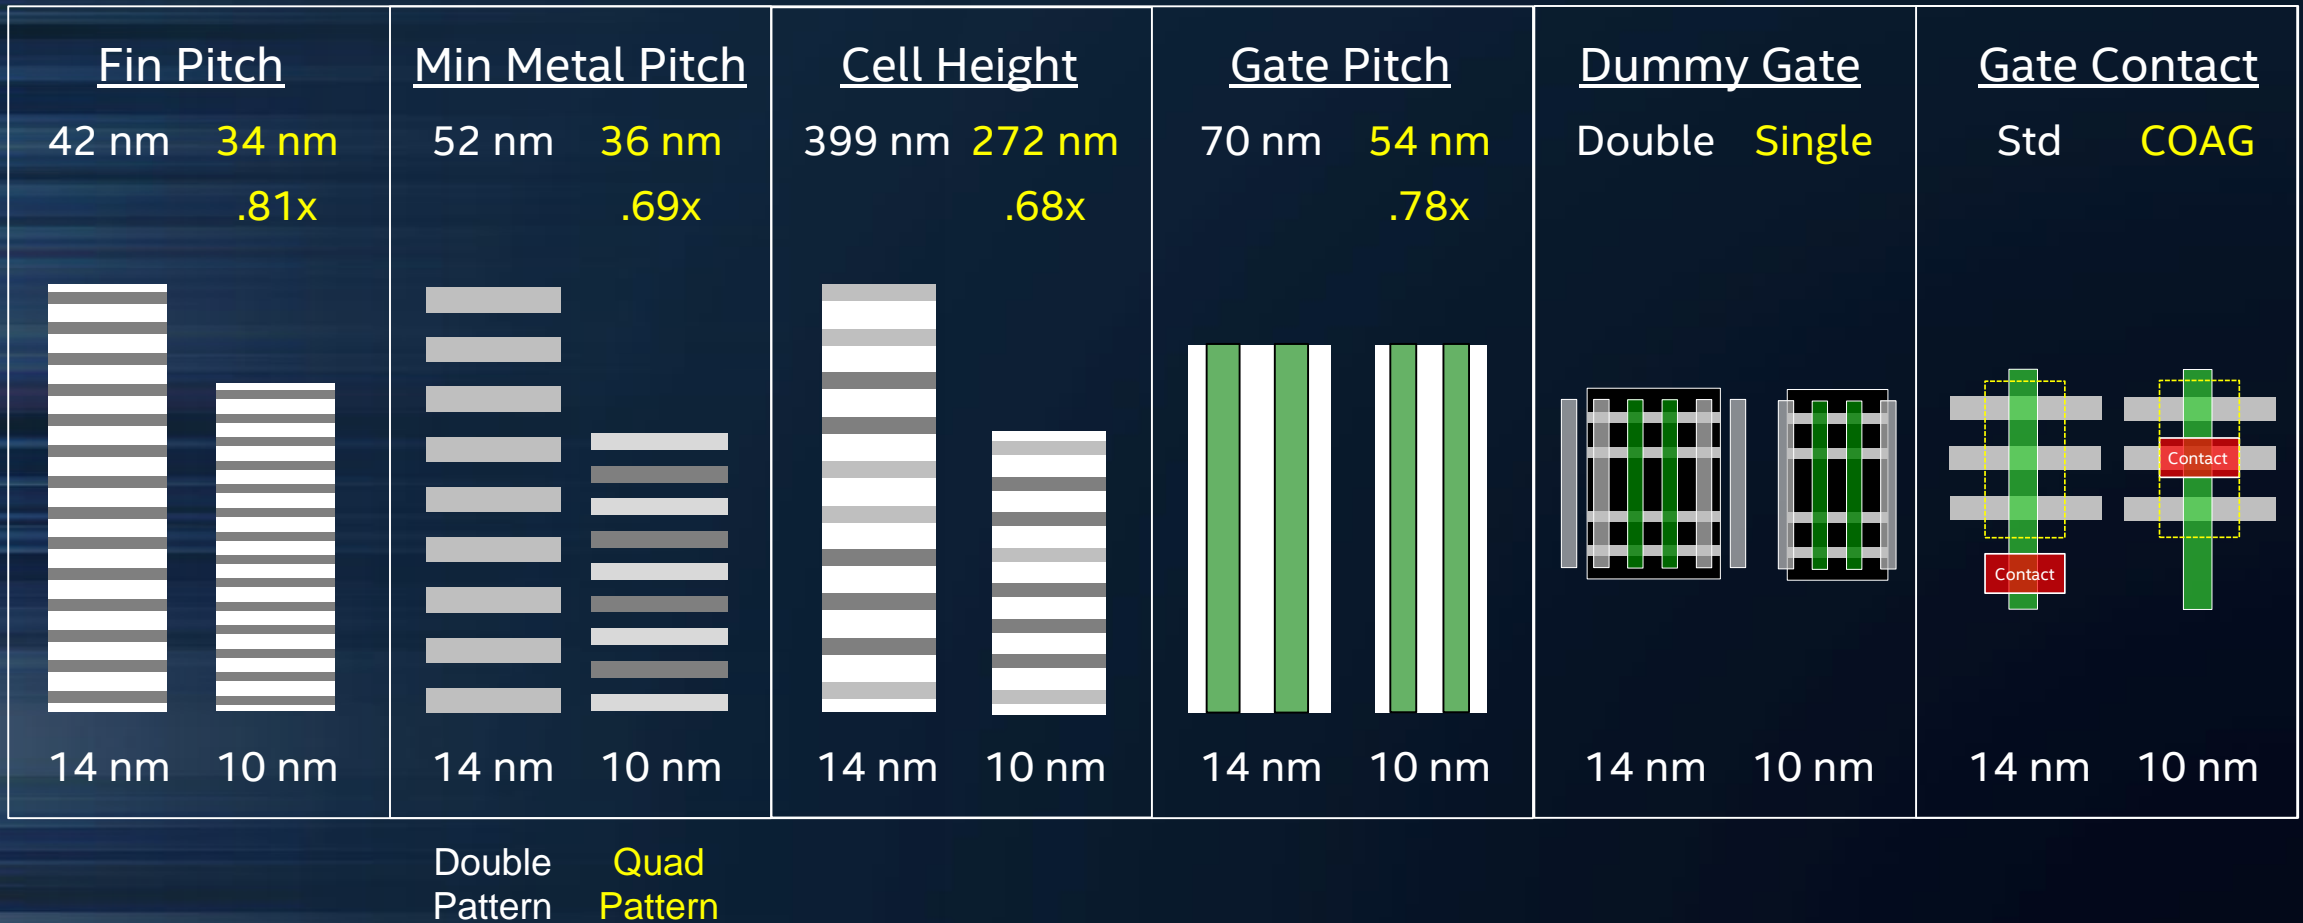 Fin Pitch
42 nm 34 nm
.81x
14 nm 10 nm
Min Metal Pitch
52 nm 36 nm
.69x
14 nm 10 nm
Double Quad
Pattern Pattern
Cell Height
399 nm 272 nm
.68x
14 nm 10 nm
Gate Pitch
70 nm 54 nm
.78x
14 nm 10 nm
Dummy Gate
Double Single
14 nm 10 nm
Gate Contact
Std COAG
Contact
Contact
14 nm 10 nm